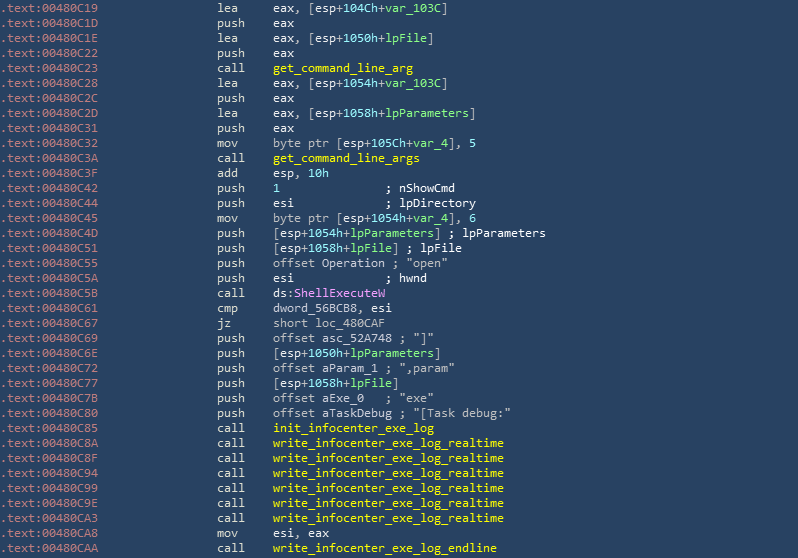 .text:00480C19 lea eax, [esp+104Ch+var_103C]
.text:00480C1D push eax
.text:00480C1E lea eax, [esp+1050h+lpFile]
.text:00480C22 push eax
.text:00480C23 call get_command_line_arg
.text:00480C28 lea eax, [esp+1054h+var_103C]
.text:00480C2C push eax
.text:00480C2D lea eax, [esp+1058h+lpParameters]
.text:00480C31 push eax
.text:00480C32 mov byte ptr [esp+105Ch+var_4], 5
.text:00480C3A call get_command_line_args
.text:00480C3F add esp, 10h
.text:00480C42 push 1 ; nShowCmd
.text:00480C44 push esi ; lpDirectory
.text:00480C45 mov byte ptr [esp+1054h+var_4], 6
.text:00480C4D push [esp+1054h+lpParameters] ; lpParameters
.text:00480C51 push [esp+1058h+lpFile] ; lpFile
.text:00480C55 push offset Operation ; "open"
.text:00480C5A push esi ; hwnd
.text:00480C5B call ds:ShellExecuteW
.text:00480C61 cmp dword_56BCB8, esi
.text:00480C67 jz short loc_480CAF
.text:00480C69 push offset asc_52A748 ; "]"
.text:00480C6E push [esp+1050h+lpParameters]
.text:00480C72 push offset aParam_1 ; ",param"
.text:00480C77 push [esp+1058h+lpFile]
.text:00480C7B push offset aExe_0 ; "exe"
.text:00480C80 push offset aTaskDebug ; "[Task debug:"
.text:00480C85 call init_infocenter_exe_log
.text:00480C8A call write_infocenter_exe_log_realtime
.text:00480C8F call write_infocenter_exe_log_realtime
.text:00480C94 call write_infocenter_exe_log_realtime
.text:00480C99 call write_infocenter_exe_log_realtime
.text:00480C9E call write_infocenter_exe_log_realtime
.text:00480CA3 call write_infocenter_exe_log_realtime
.text:00480CA8 mov esi, eax
.text:00480CAA call write_infocenter_exe_log_endline